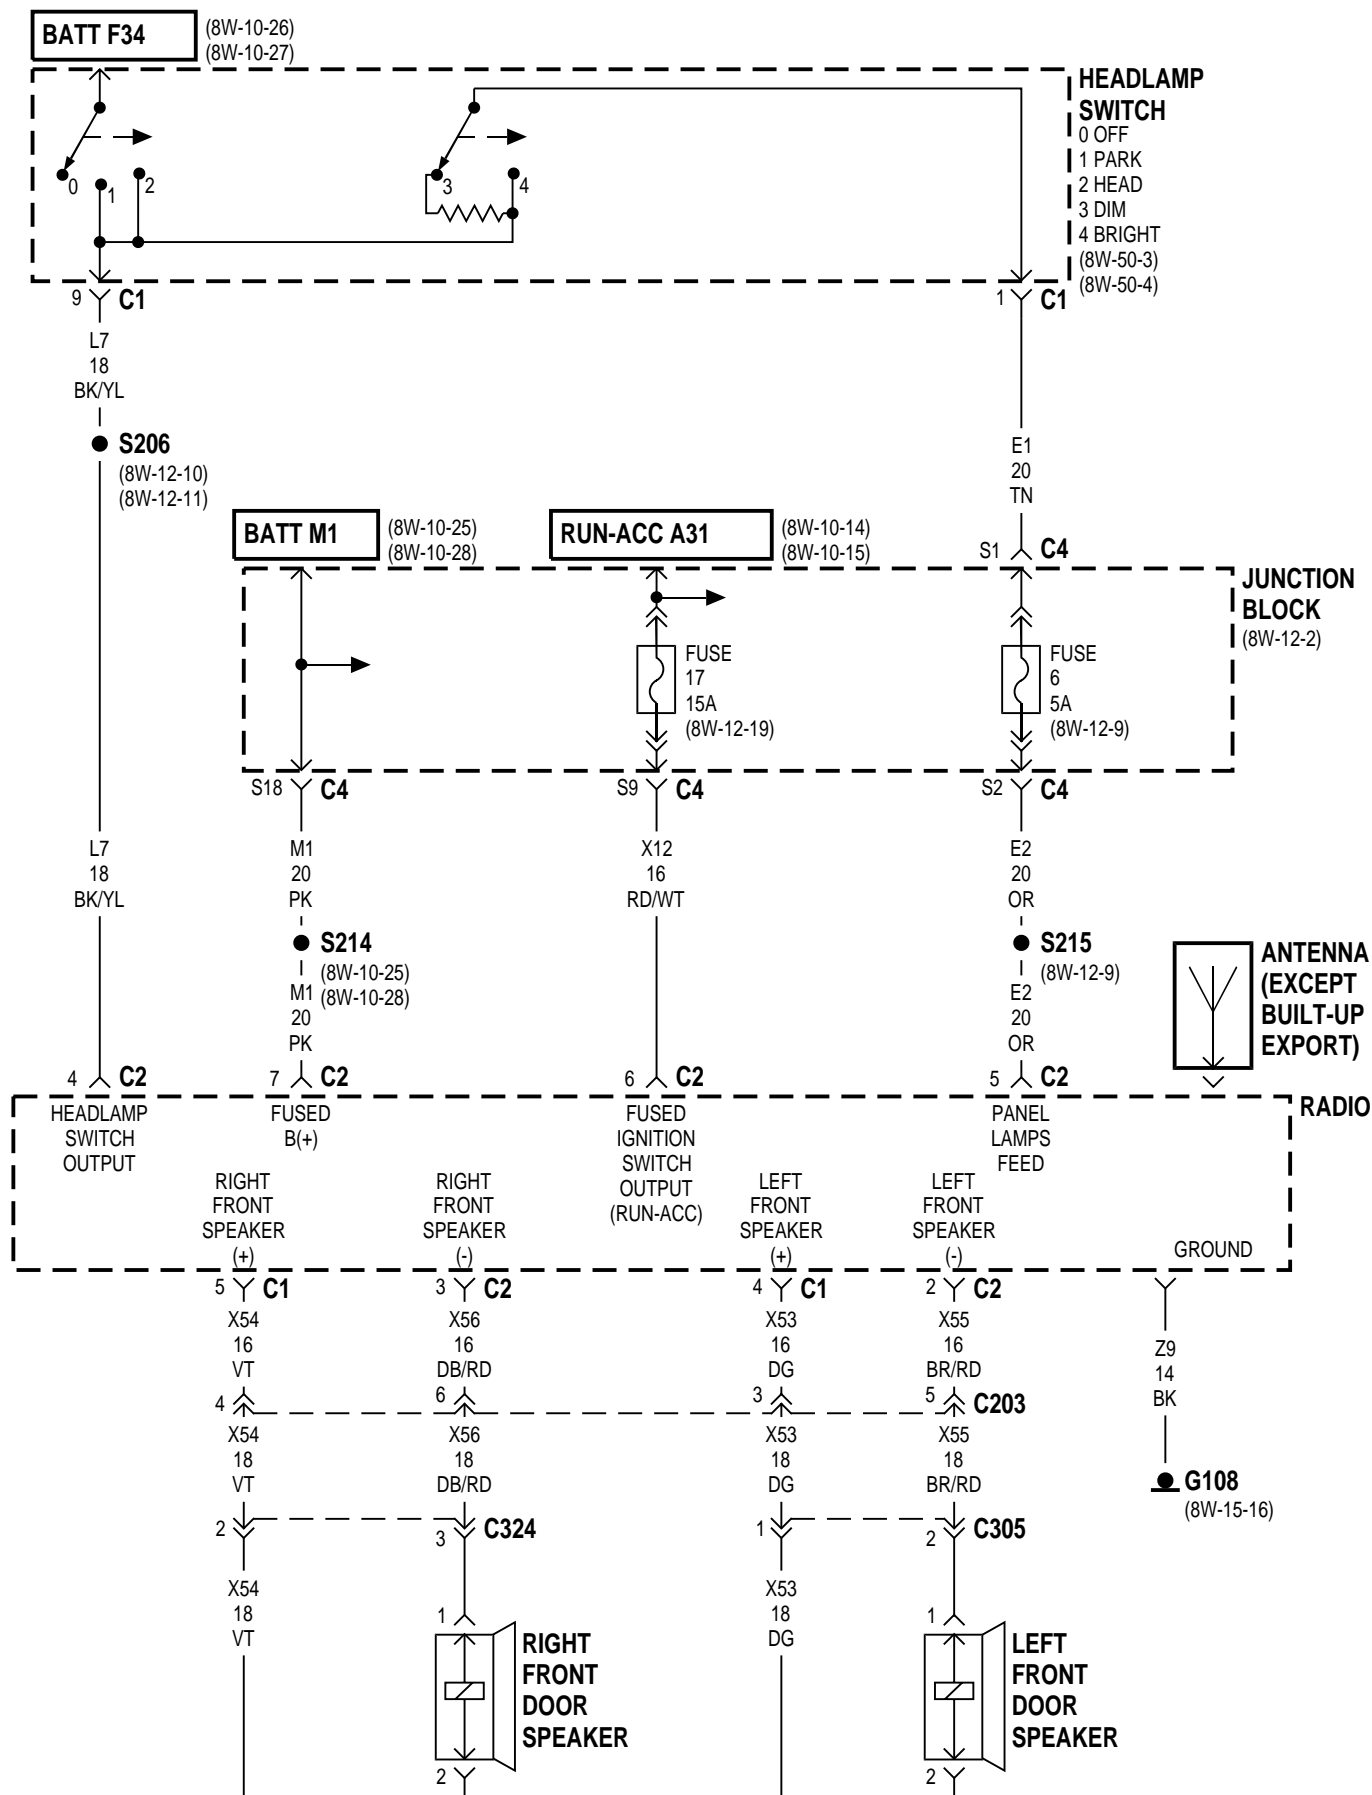 BATT F34
(8W-10-26)
(8W-10-27)
HEADLAMP
SWITCH
0 OFF
1 PARK
2 HEAD
3 DIM
4 BRIGHT
(8W-50-3)
(8W-50-4)
0
1
2
3
4
9
C1
1
C1
L7
18
BK/YL
S206
(8W-12-10)
(8W-12-11)
E1
20
TN
BATT M1
(8W-10-25)
(8W-10-28)
RUN-ACC A31
(8W-10-14)
(8W-10-15)
S1
C4
JUNCTION
BLOCK
(8W-12-2)
FUSE
17
15A
(8W-12-19)
FUSE
6
5A
(8W-12-9)
S18
C4
S9
C4
S2
C4
L7
18
BK/YL
M1
20
PK
X12
16
RD/WT
E2
20
OR
S214
(8W-10-25)
(8W-10-28)
S215
(8W-12-9)
M1
20
PK
E2
20
OR
ANTENNA
(EXCEPT
BUILT-UP
EXPORT)
4
C2
7
C2
6
C2
5
C2
RADIO
HEADLAMP
SWITCH
OUTPUT
FUSED
B(+)
FUSED
IGNITION
SWITCH
OUTPUT
(RUN-ACC)
PANEL
LAMPS
FEED
RIGHT
FRONT
SPEAKER
(+)
RIGHT
FRONT
SPEAKER
(-)
LEFT
FRONT
SPEAKER
(+)
LEFT
FRONT
SPEAKER
(-)
GROUND
5
C1
3
C2
4
C1
2
C2
X54
16
VT
X56
16
DB/RD
X53
16
DG
X55
16
BR/RD
Z9
14
BK
4
6
3
5
C203
X54
18
VT
X56
18
DB/RD
X53
18
DG
X55
18
BR/RD
G108
(8W-15-16)
2
3
C324
1
2
C305
X54
18
VT
X53
18
DG
1
RIGHT
FRONT
DOOR
SPEAKER
2
1
LEFT
FRONT
DOOR
SPEAKER
2